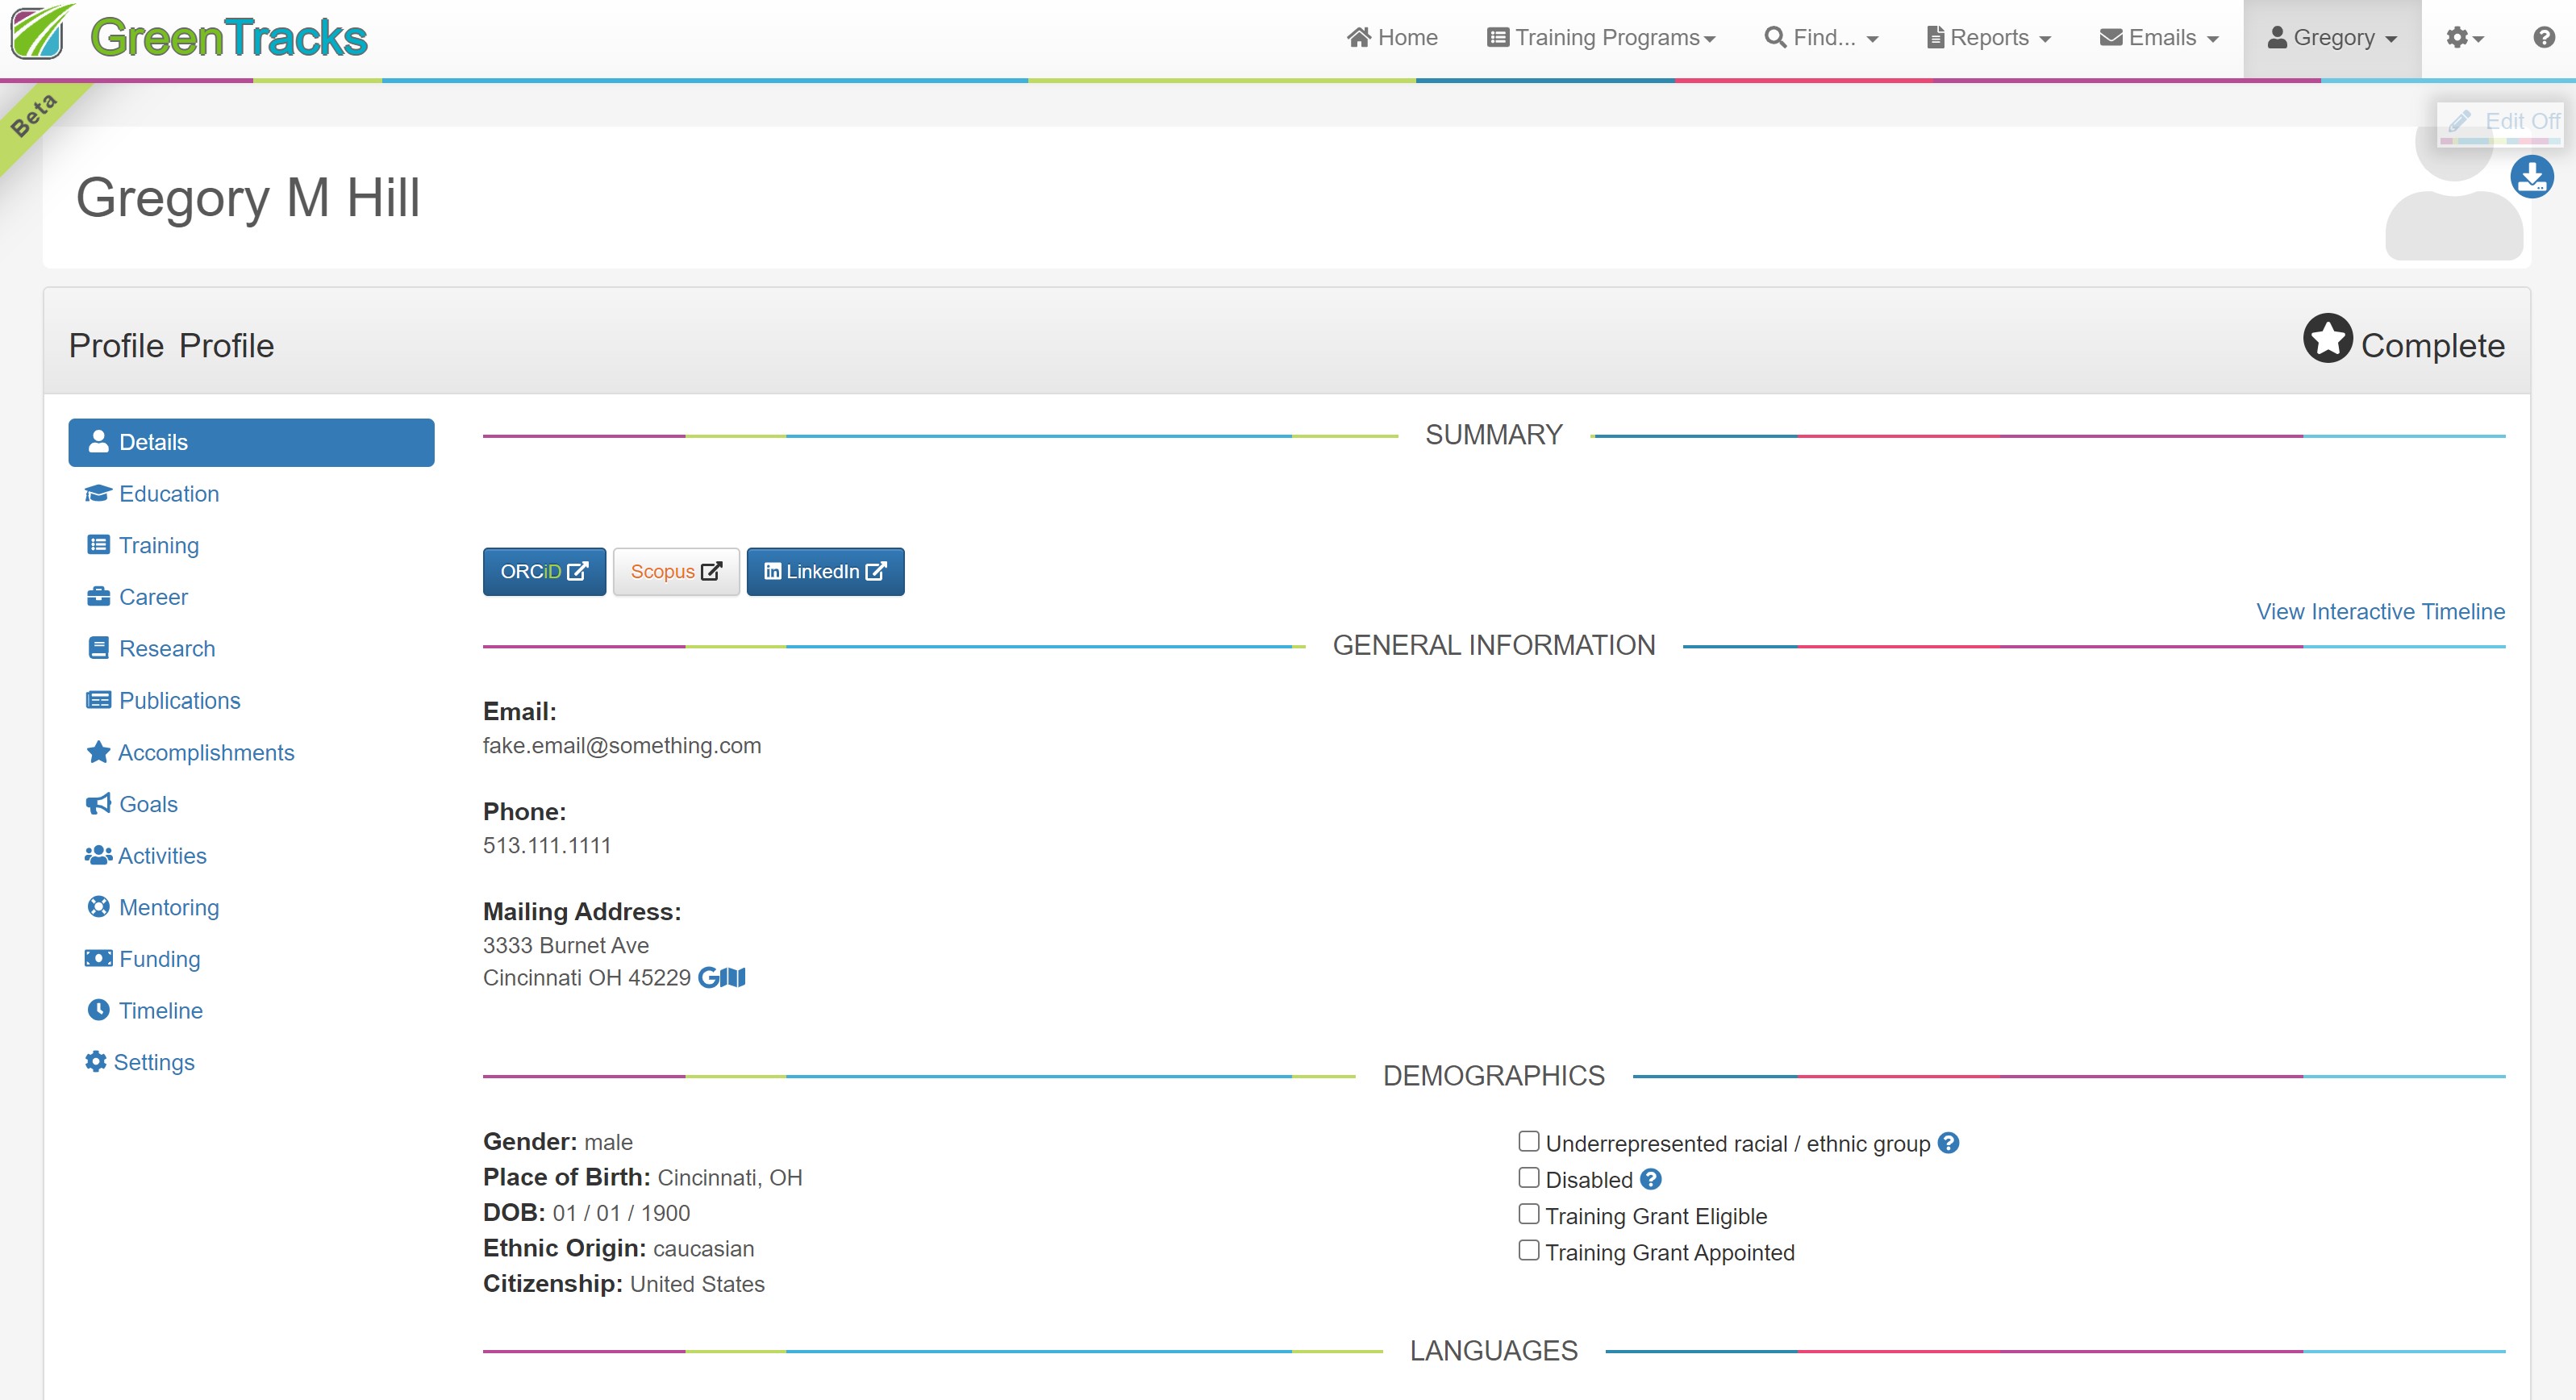 GreenTracks
Home
Training Programs
Find...
Reports
Emails
Gregory
Beta
Edit Off
Gregory M Hill
Profile Profile
Complete
Details
Education
Training
Career
Research
Publications
Accomplishments
Goals
Activities
Mentoring
Funding
Timeline
Settings
SUMMARY
ORCiD
Scopus
LinkedIn
View Interactive Timeline
GENERAL INFORMATION
Email:
fake.email@something.com
Phone:
513.111.1111
Mailing Address:
3333 Burnet Ave
Cincinnati OH 45229
DEMOGRAPHICS
Gender: male
Place of Birth: Cincinnati, OH
DOB: 01 / 01 / 1900
Ethnic Origin: caucasian
Citizenship: United States
Underrepresented racial / ethnic group
Disabled
Training Grant Eligible
Training Grant Appointed
LANGUAGES